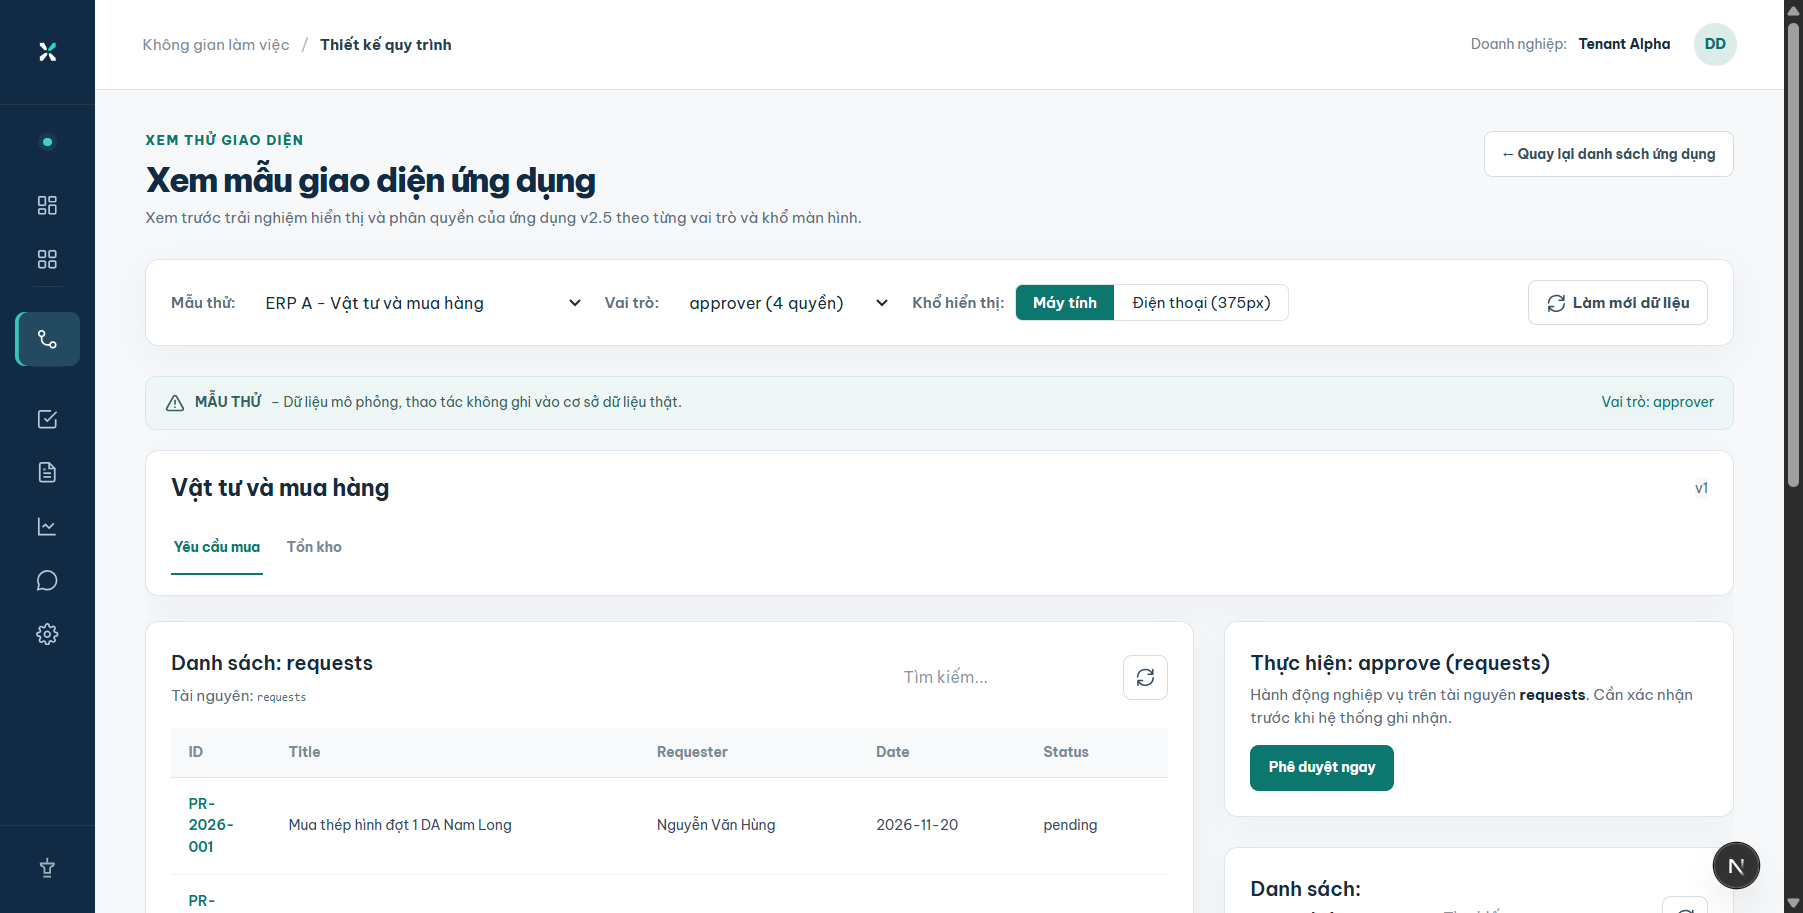 Không gian làm việc / Thiết kế quy trình
Doanh nghiệp: Tenant Alpha DD
XEM THỬ GIAO DIỆN
Xem mẫu giao diện ứng dụng
Xem trước trải nghiệm hiển thị và phân quyền của ứng dụng v2.5 theo từng vai trò và khổ màn hình.
← Quay lại danh sách ứng dụng
Mẫu thử: ERP A - Vật tư và mua hàng Vai trò: approver (4 quyền) Khổ hiển thị: Máy tính Điện thoại (375px) Làm mới dữ liệu
MẪU THỬ – Dữ liệu mô phỏng, thao tác không ghi vào cơ sở dữ liệu thật. Vai trò: approver
Vật tư và mua hàng v1
Yêu cầu mua Tồn kho
Danh sách: requests
Tài nguyên: requests
Tìm kiếm...
ID Title Requester Date Status
PR-
2026-
001
Mua thép hình đợt 1 DA Nam Long Nguyễn Văn Hùng 2026-11-20 pending
PR-
Thực hiện: approve (requests)
Hành động nghiệp vụ trên tài nguyên requests. Cần xác nhận
trước khi hệ thống ghi nhận.
Phê duyệt ngay
Danh sách:
N